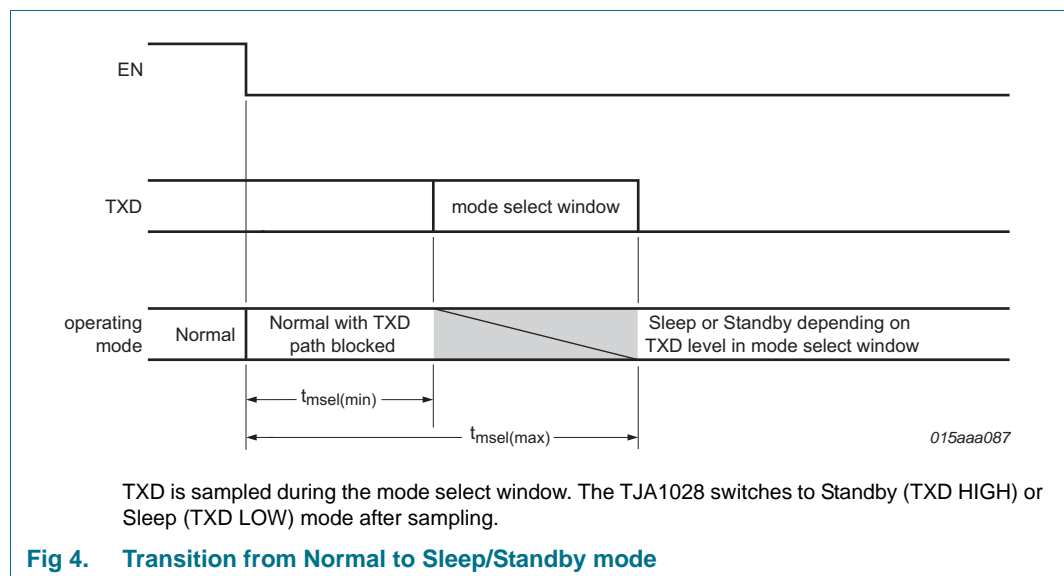 EN
TXD
mode select window
operating
mode
Normal
Normal with TXD
path blocked
Sleep or Standby depending on
TXD level in mode select window
tmsel(min)
tmsel(max)
015aaa087
TXD is sampled during the mode select window. The TJA1028 switches to Standby (TXD HIGH) or
Sleep (TXD LOW) mode after sampling.
Fig 4. Transition from Normal to Sleep/Standby mode